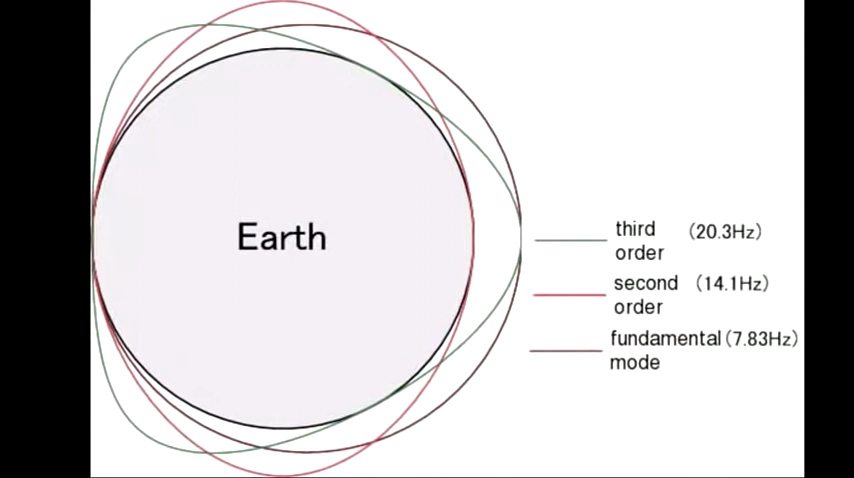 Earth
third (20.3Hz)
order
second (14.1Hz)
order
fundamental(7.83Hz)
mode